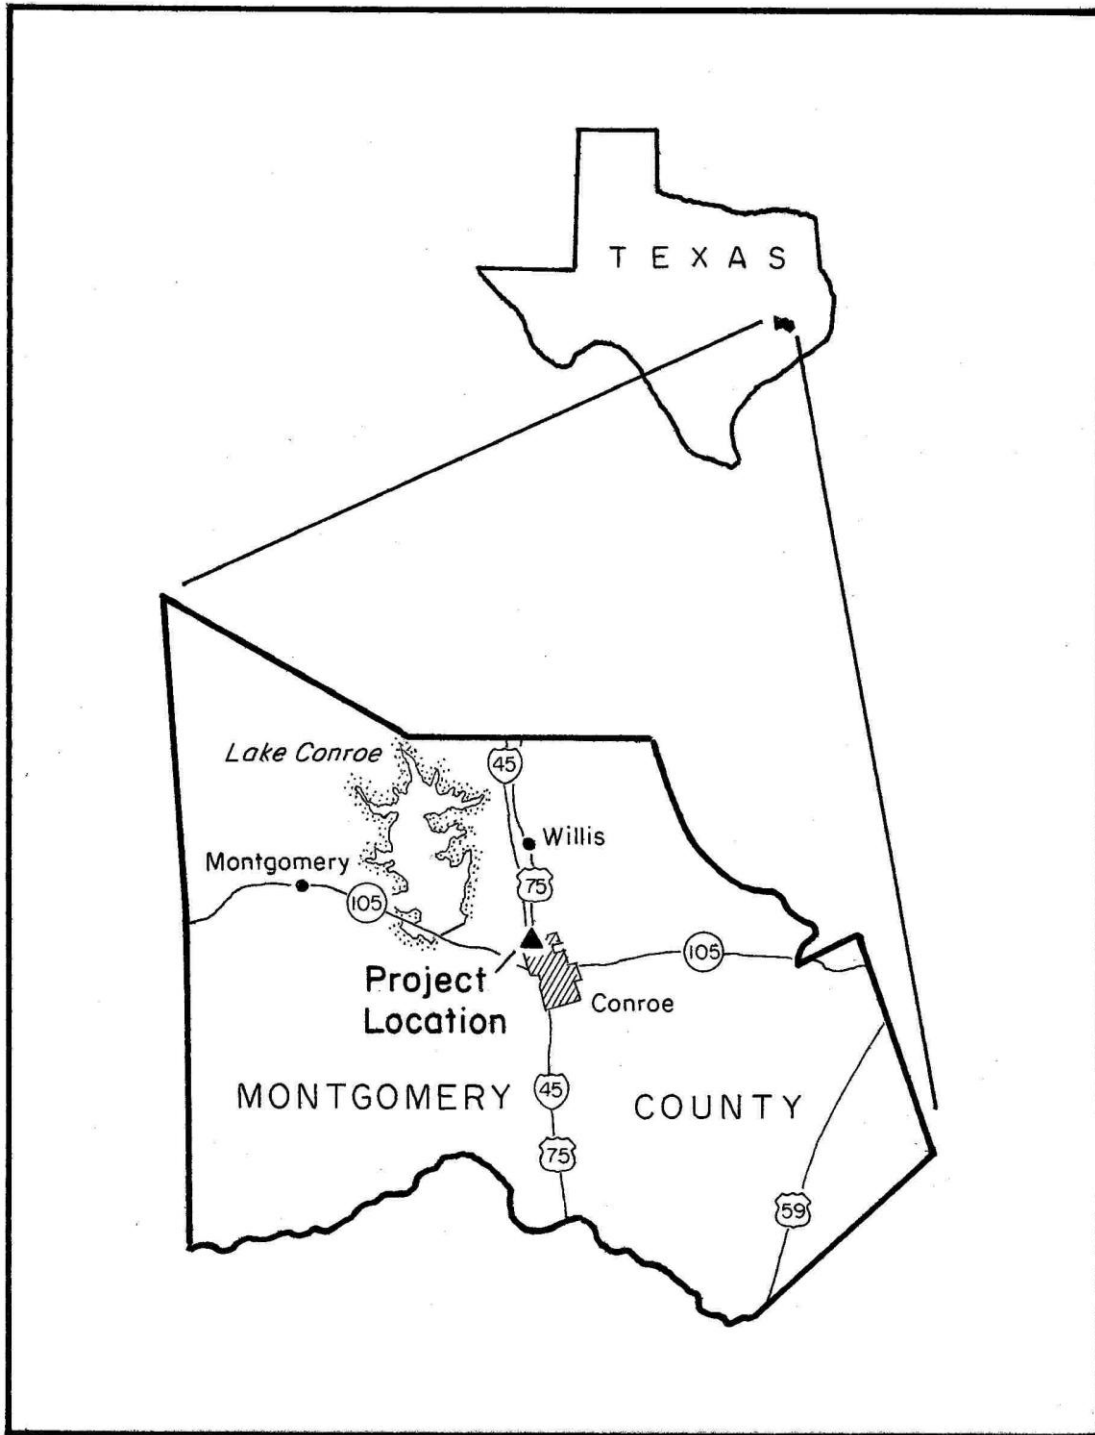 TEXAS
Lake Conroe
45
Willis
Montgomery
75
105
105
Project
Location
Conroe
MONTGOMERY COUNTY
45
75
59